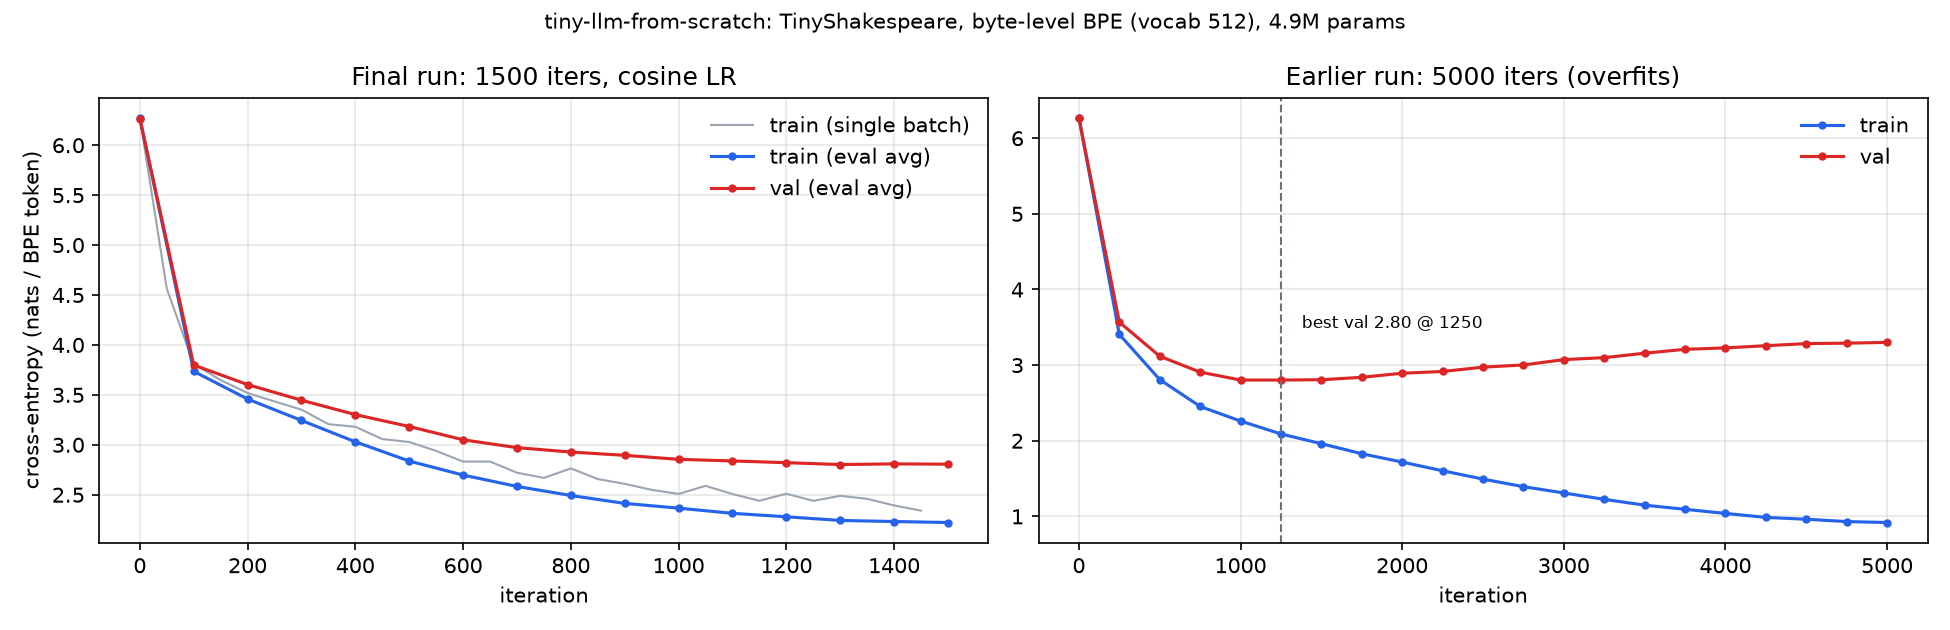 tiny-llm-from-scratch: TinyShakespeare, byte-level BPE (vocab 512), 4.9M params
Final run: 1500 iters, cosine LR
cross-entropy (nats / BPE token)
6.0
5.5
5.0
4.5
4.0
3.5
3.0
2.5
train (single batch)
train (eval avg)
val (eval avg)
0 200 400 600 800 1000 1200 1400
iteration
Earlier run: 5000 iters (overfits)
6
5
4
3
2
1
train
val
best val 2.80 @ 1250
0 1000 2000 3000 4000 5000
iteration